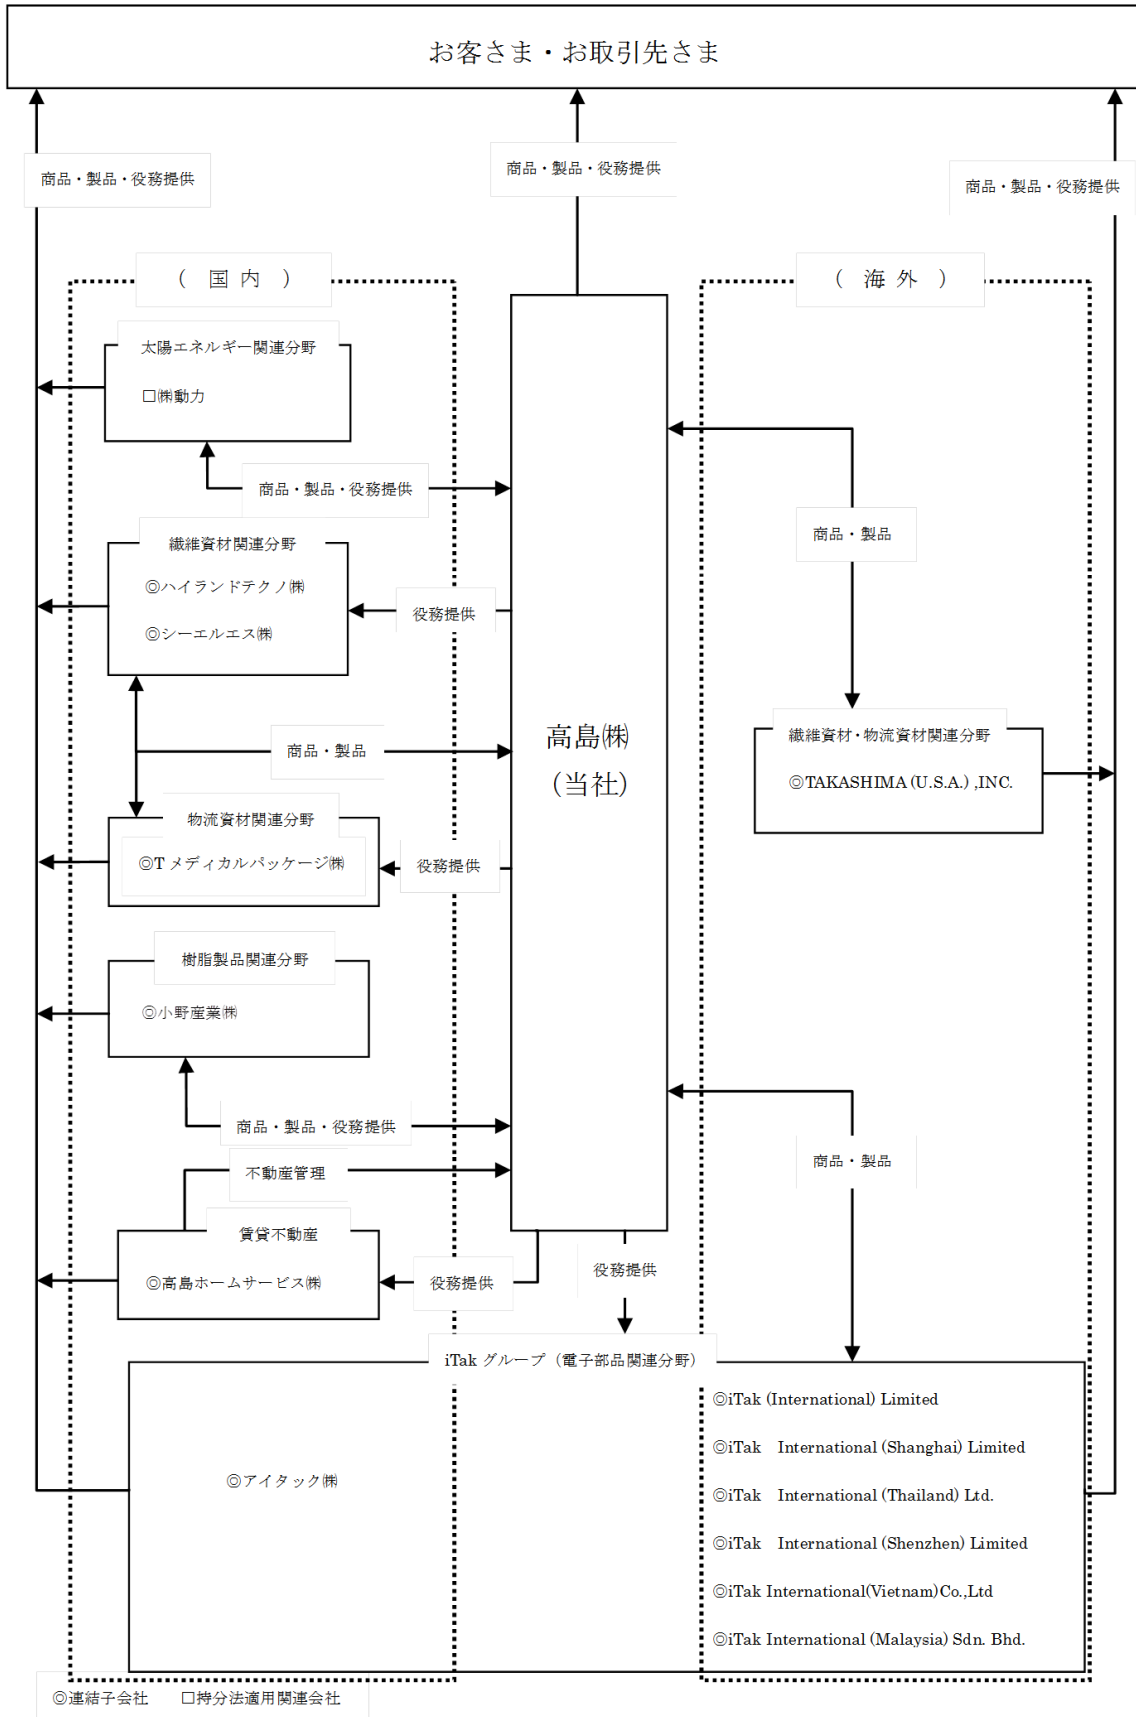 お客さま・お取引先さま
商品・製品・役務提供
商品・製品・役務提供
商品・製品・役務提供
（　国 内　）
（　海 外　）
太陽エネルギー関連分野
□㈱動力
商品・製品・役務提供
繊維資材関連分野
◎ハイランドテクノ㈱
◎シーエルエス㈱
役務提供
商品・製品
商品・製品
高島㈱
（当社）
繊維資材・物流資材関連分野
◎TAKASHIMA (U.S.A.) ,INC.
物流資材関連分野
◎T メディカルパッケージ㈱
役務提供
樹脂製品関連分野
◎小野産業㈱
商品・製品・役務提供
不動産管理
商品・製品
賃貸不動産
◎高島ホームサービス㈱
役務提供
役務提供
iTak グループ（電子部品関連分野）
◎アイタック㈱
◎iTak (International) Limited
◎iTak　International (Shanghai) Limited
◎iTak　International (Thailand) Ltd.
◎iTak　International (Shenzhen) Limited
◎iTak International(Vietnam)Co.,Ltd
◎iTak International (Malaysia) Sdn. Bhd.
◎連結子会社　　□持分法適用関連会社